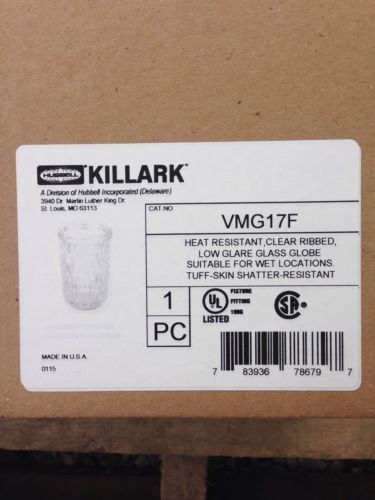 HUBBELL KILLARK®
A Division of Hubbell Incorporated (Delaware)
3940 Dr Martin Luther King Dr.
St. Louis, MO 63113
CAT.NO
VMG17F
HEAT RESISTANT,CLEAR RIBBED,
LOW GLARE GLASS GLOBE
SUITABLE FOR WET LOCATIONS.
TUFF-SKIN SHATTER-RESISTANT
1
PC
UL
LISTED
FIXTURE
FITTING
SA
MADE IN U.S.A.
0115
7 83936 78679 7